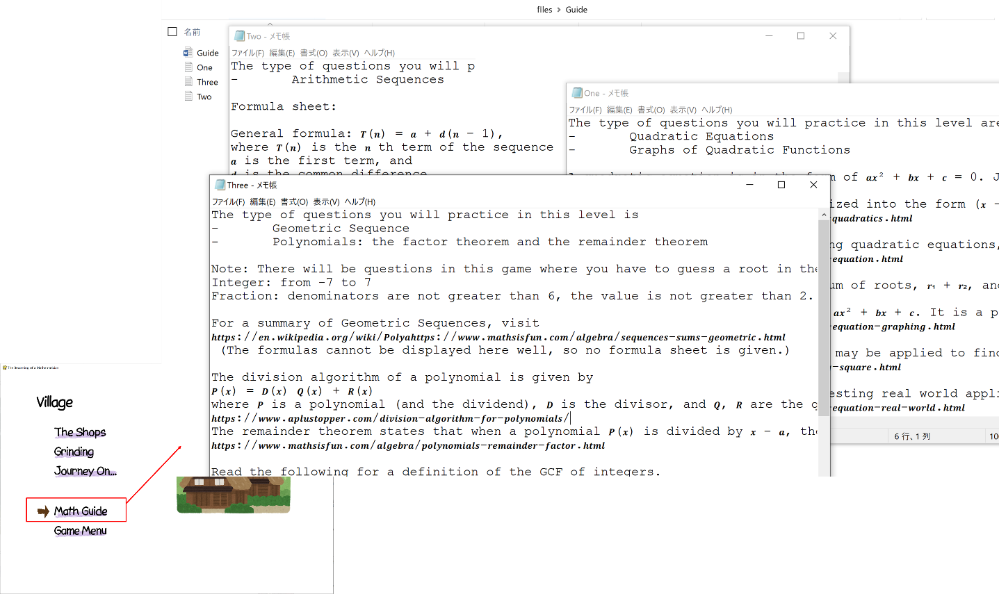 files > Guide
名前
Guide
One
Three
Two
Two - メモ帳
ファイル(F) 編集(E) 書式(O) 表示(V) ヘルプ(H)
The type of questions you will p
- Arithmetic Sequences
Formula sheet:
General formula: T(n) = a + d(n - 1),
where T(n) is the n th term of the sequence
a is the first term, and
d is the common difference
One - メモ帳
ファイル(F) 編集(E) 書式(O) 表示(V) ヘルプ(H)
The type of questions you will practice in this level are
- Quadratic Equations
- Graphs of Quadratic Functions
of ax² + bx + c = 0. J
ized into the form (x -
quadratics.html
ng quadratic equations,
equation.html
um of roots, r₁ + r₂, and
ax² + bx + c. It is a p
equation-graphing.html
may be applied to find
-square.html
esting real world appli
equation-real-world.html
6 行、1 列
10
Three - メモ帳
ファイル(F) 編集(E) 書式(O) 表示(V) ヘルプ(H)
The type of questions you will practice in this level is
- Geometric Sequence
- Polynomials: the factor theorem and the remainder theorem
Note: There will be questions in this game where you have to guess a root in the
Integer: from -7 to 7
Fraction: denominators are not greater than 6, the value is not greater than 2.
For a summary of Geometric Sequences, visit
https://en.wikipedia.org/wiki/Polyahttps://www.mathsisfun.com/algebra/sequences-sums-geometric.html
(The formulas cannot be displayed here well, so no formula sheet is given.)
The division algorithm of a polynomial is given by
P(x) = D(x) Q(x) + R(x)
where P is a polynomial (and the dividend), D is the divisor, and Q, R are the q
https://www.aplustopper.com/division-algorithm-for-polynomials/
The remainder theorem states that when a polynomial P(x) is divided by x - a, the
https://www.mathsisfun.com/algebra/polynomials-remainder-factor.html
Read the following for a definition of the GCF of integers.
The Becoming of a Mathematician
Village
The Shops
Grinding
Journey On...
Math Guide
Game Menu